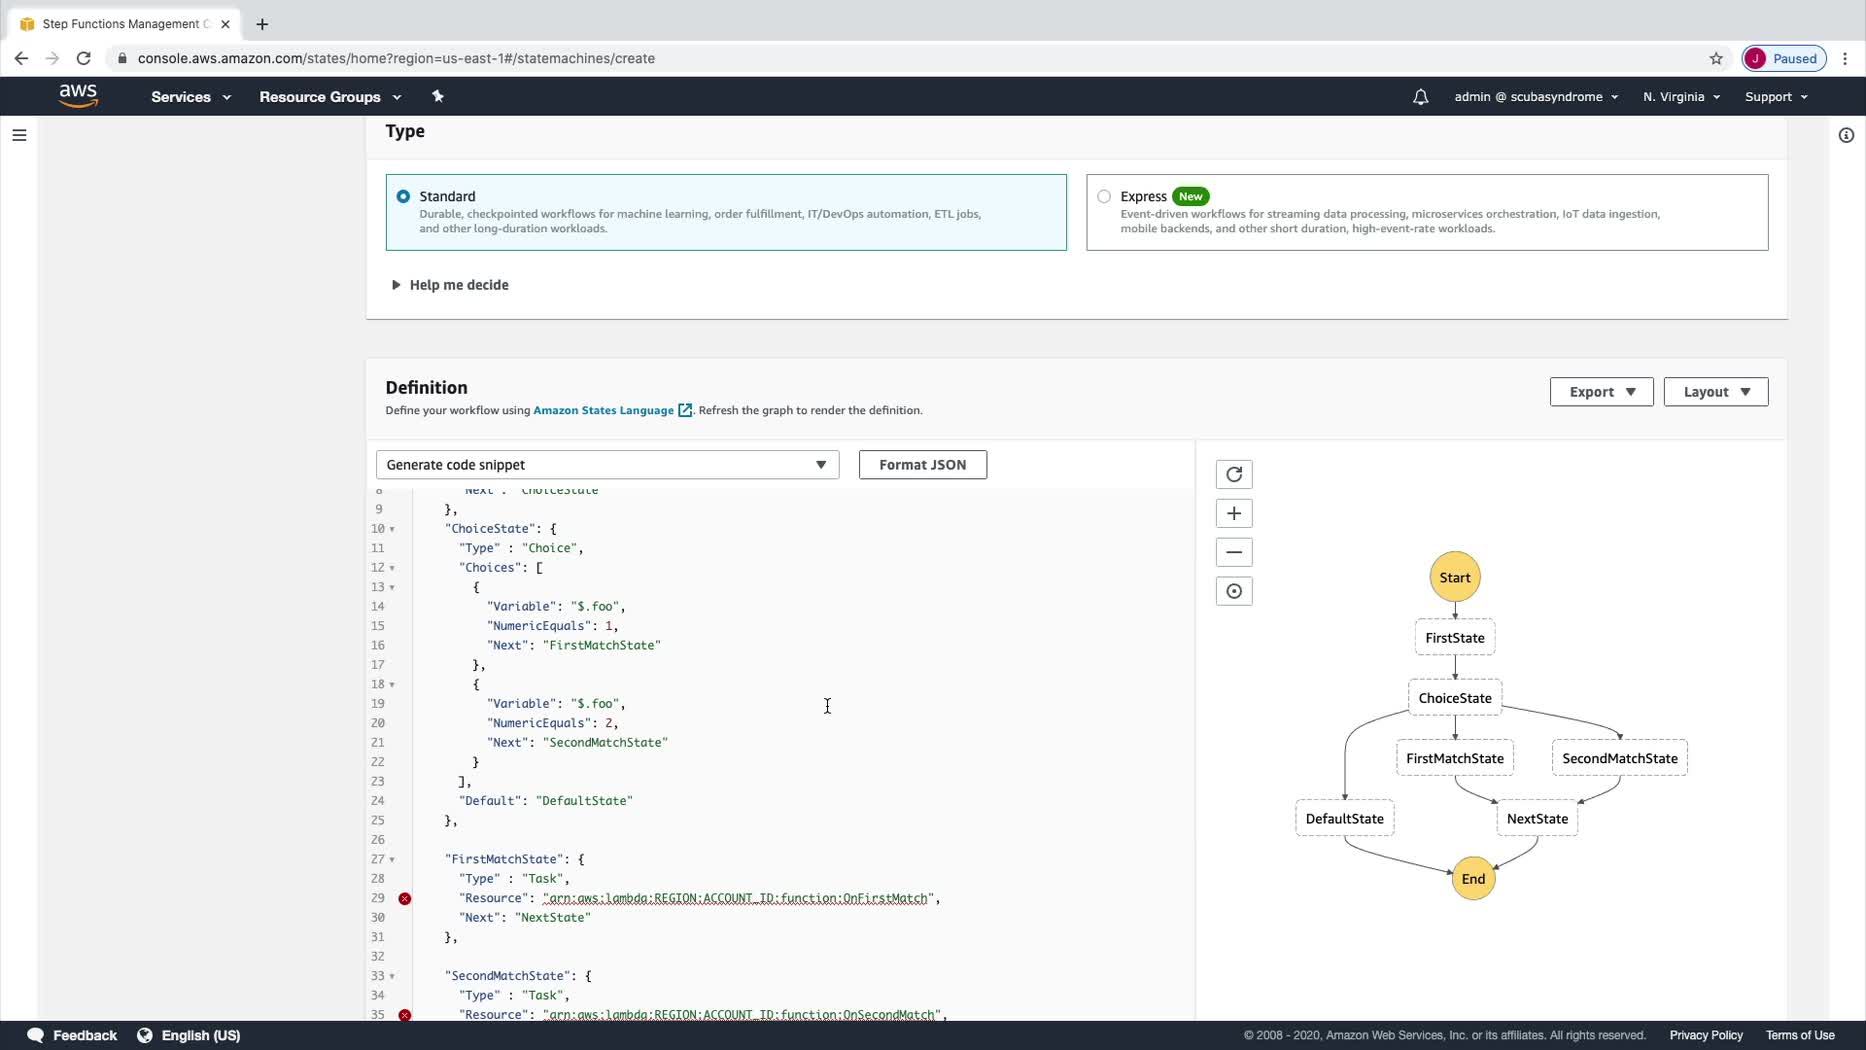 Step Functions Management C
console.aws.amazon.com/states/home?region=us-east-1#/statemachines/create
J Paused
aws Services Resource Groups admin @ scubasyndrome N. Virginia Support
Type
Standard
Durable, checkpointed workflows for machine learning, order fulfillment, IT/DevOps automation, ETL jobs,
and other long-duration workloads.
Express New
Event-driven workflows for streaming data processing, microservices orchestration, IoT data ingestion,
mobile backends, and other short duration, high-event-rate workloads.
Help me decide
Definition
Define your workflow using Amazon States Language. Refresh the graph to render the definition.
Export
Layout
Generate code snippet
Format JSON
8 "Next": "ChoiceState"
9 },
10 "ChoiceState": {
11 "Type" : "Choice",
12 "Choices": [
13 {
14 "Variable": "$.foo",
15 "NumericEquals": 1,
16 "Next": "FirstMatchState"
17 },
18 {
19 "Variable": "$.foo",
20 "NumericEquals": 2,
21 "Next": "SecondMatchState"
22 }
23 ],
24 "Default": "DefaultState"
25 },
26
27 "FirstMatchState": {
28 "Type" : "Task",
29 "Resource": "arn:aws:lambda:REGION:ACCOUNT_ID:function:OnFirstMatch",
30 "Next": "NextState"
31 },
32
33 "SecondMatchState": {
34 "Type" : "Task",
35 "Resource": "arn:aws:lambda:REGION:ACCOUNT_ID:function:OnSecondMatch",
Start
FirstState
ChoiceState
FirstMatchState
SecondMatchState
DefaultState
NextState
End
Feedback English (US) © 2008 - 2020, Amazon Web Services, Inc. or its affiliates. All rights reserved. Privacy Policy Terms of Use